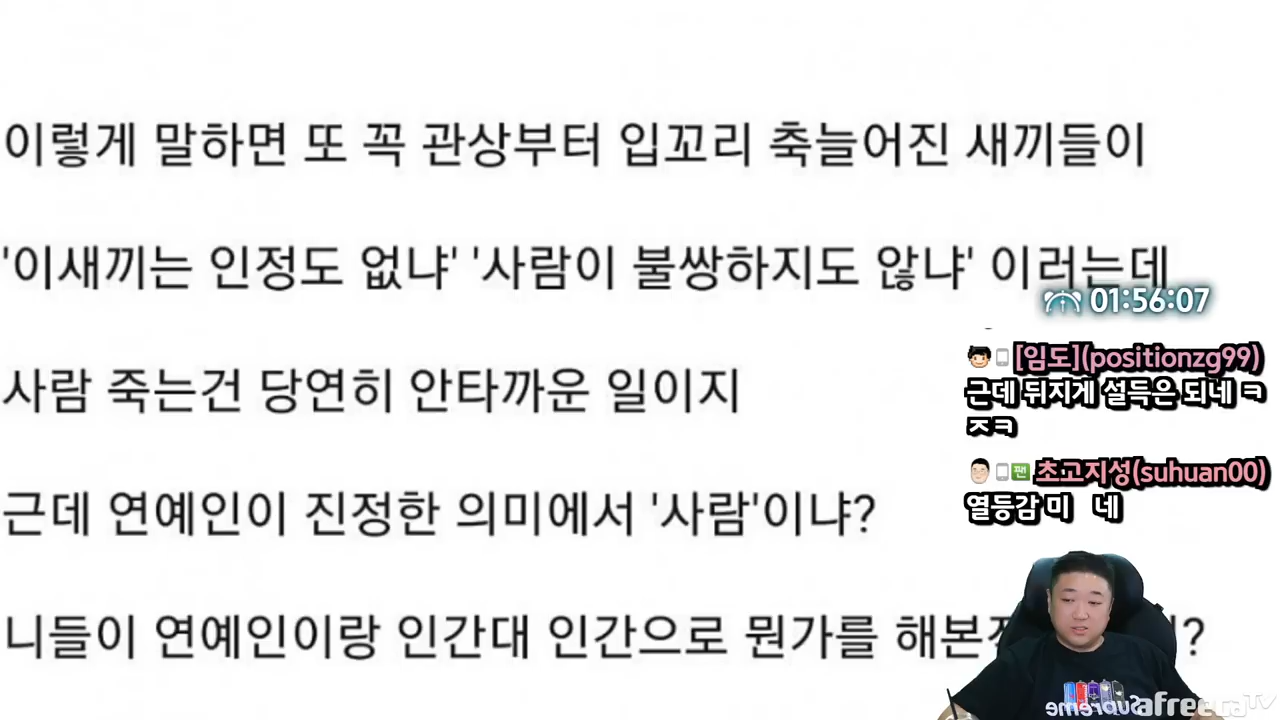 이렇게 말하면 또 꼭 관상부터 입꼬리 축늘어진 새끼들이
'이새끼는 인정도 없냐' '사람이 불쌍하지도 않냐' 이러는데
01:56:07
[임도](positionzg99)
근데 뒤지게 설득은 되네 ㅋ
ㅈㅋ
사람 죽는건 당연히 안타까운 일이지
팬 초고지성(suhuan00)
열등감 미 네
근데 연예인이 진정한 의미에서 '사람'이냐?
니들이 연예인이랑 인간대 인간으로 뭔가를 해본
Supreme
afreecaTV